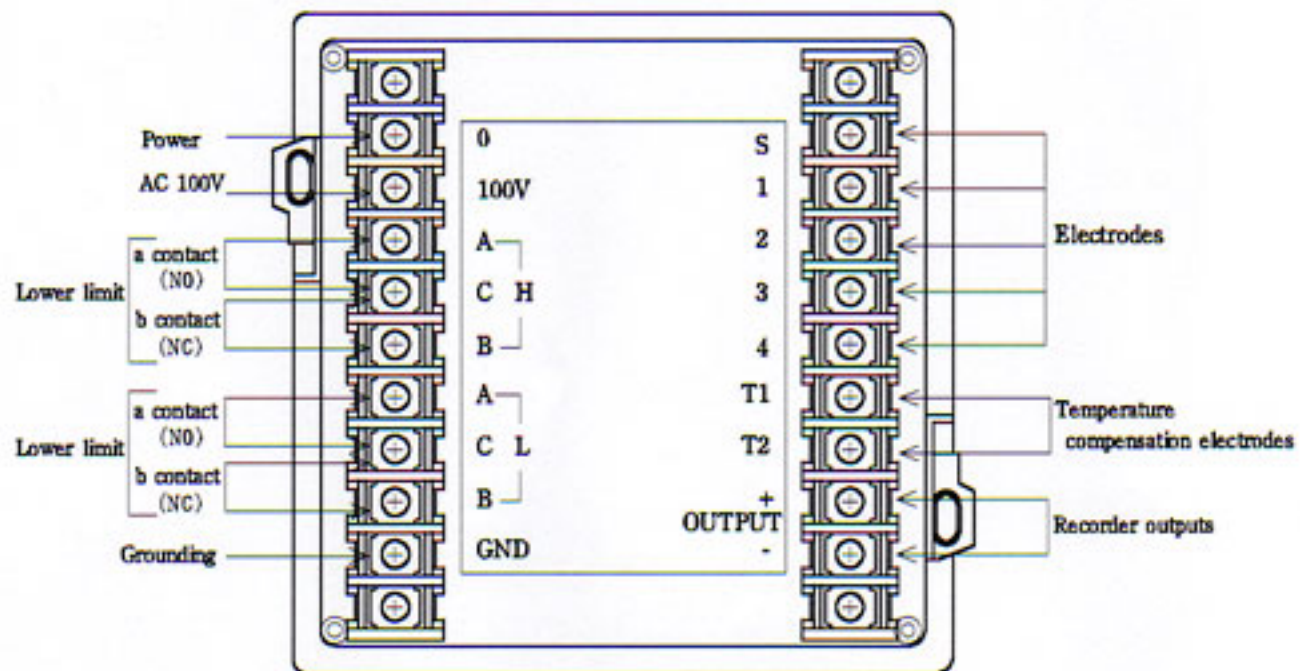 Power
AC 100V
Lower limit
a contact
(NO)
b contact
(NC)
Lower limit
a contact
(NO)
b contact
(NC)
Grounding
0
100V
A
C H
B
A
C L
B
GND
S
1
2
3
4
T1
T2
+
OUTPUT
-
Electrodes
Temperature
compensation electrodes
Recorder outputs